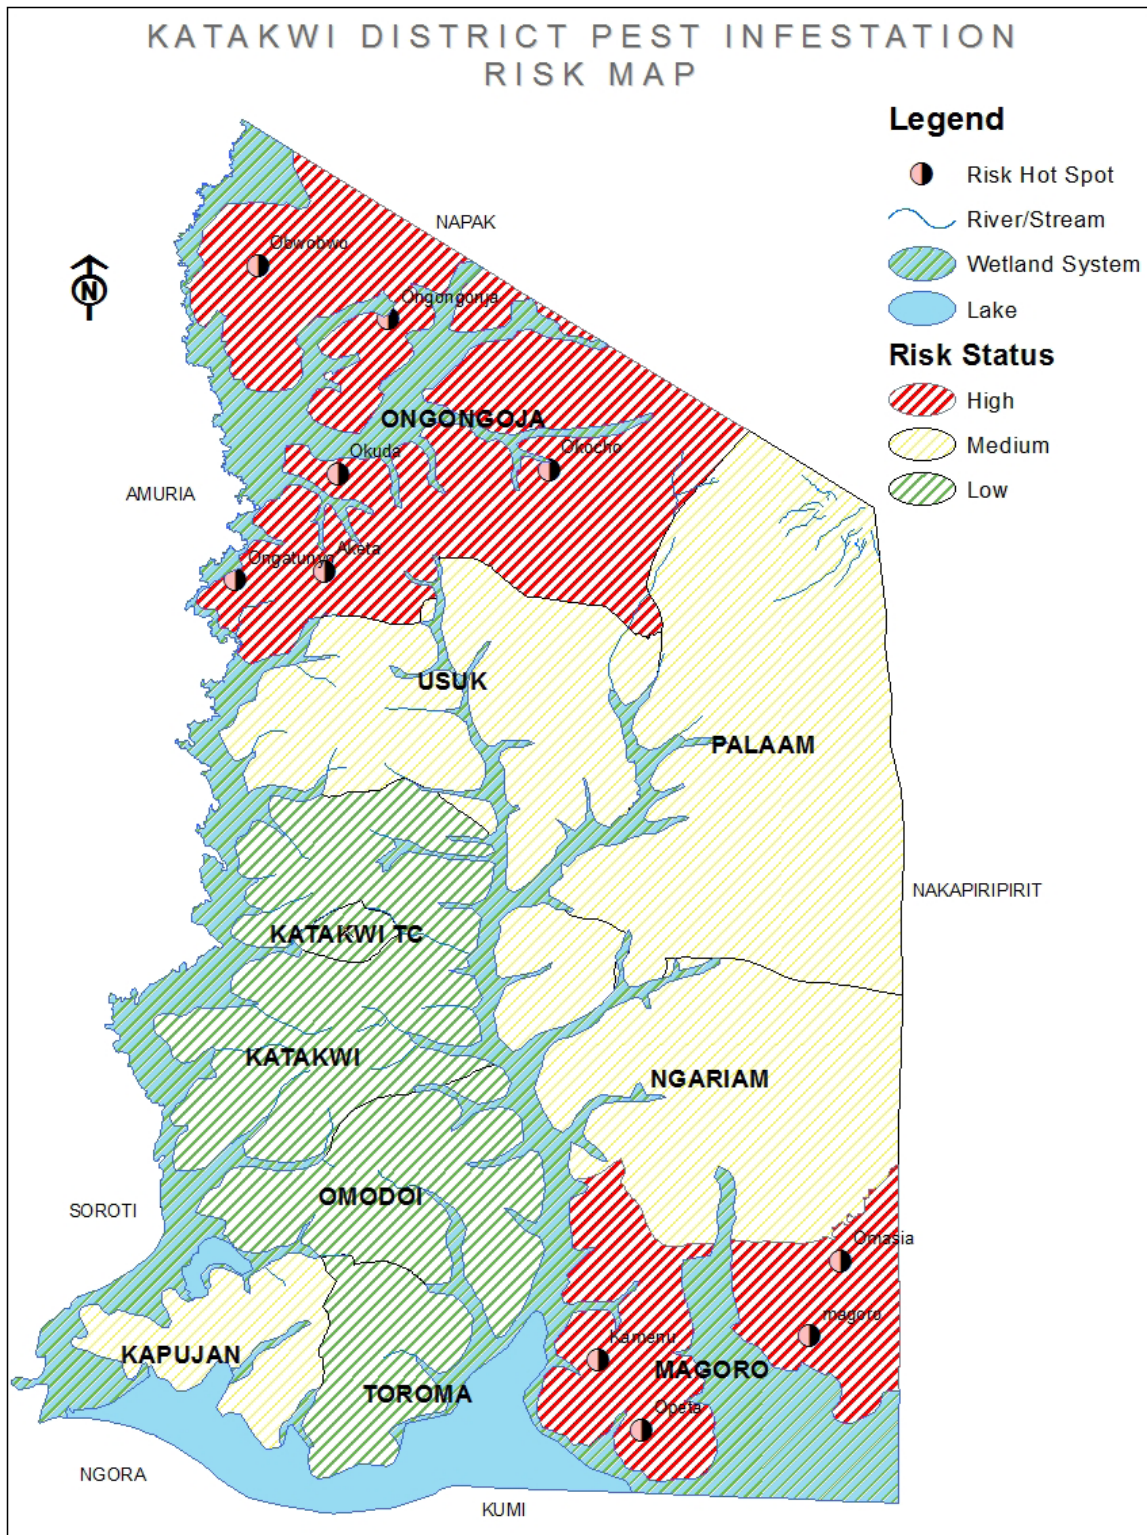 KATAKWI DISTRICT PEST INFESTATION
RISK MAP
Legend
Risk Hot Spot
River/Stream
Wetland System
Lake
Risk Status
High
Medium
Low
NAPAK
Obwobwo
Ongongonja
ONGONGOJA
Okuda
Okocho
AMURIA
Ongatunyo
Aketa
USUK
PALAAM
NAKAPIRIPIRIT
KATAKWI TC
KATAKWI
NGARIAM
OMODOI
SOROTI
Omasia
magoro
Kamenu
KAPUJAN
MAGORO
TOROMA
Opeta
NGORA
KUMI
N